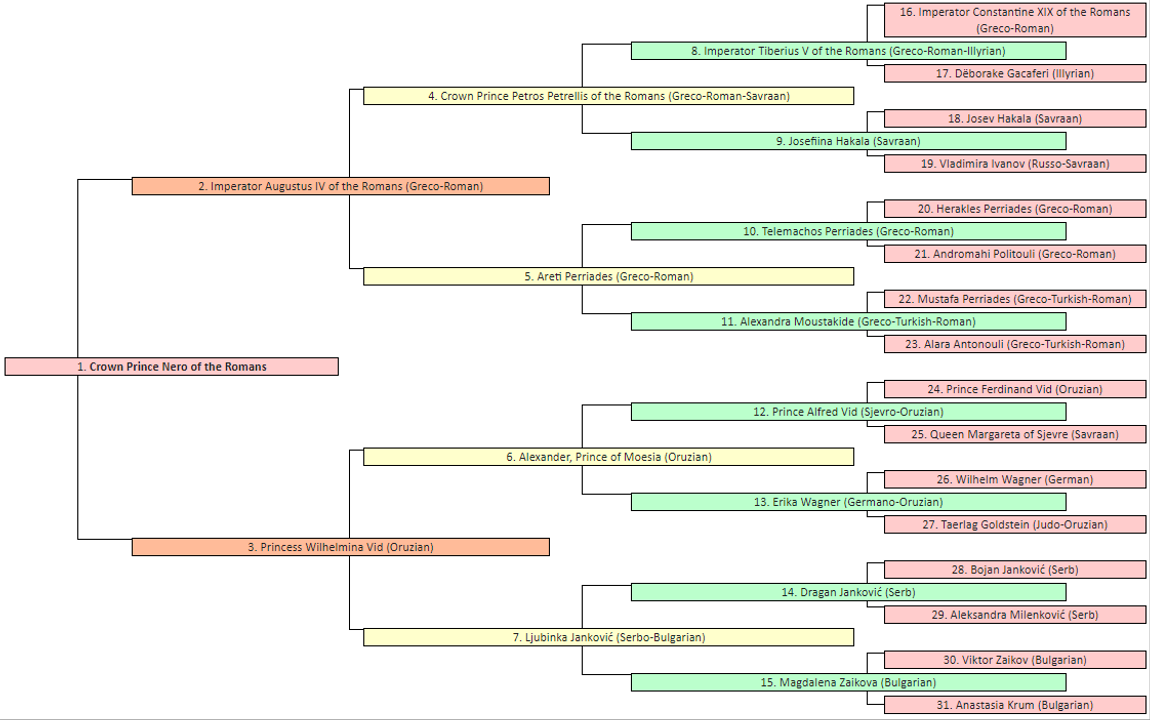 16. Imperator Constantine XIX of the Romans
(Greco-Roman)
8. Imperator Tiberius V of the Romans (Greco-Roman-Illyrian)
17. Dëborake Gacaferi (Illyrian)
4. Crown Prince Petros Petrellis of the Romans (Greco-Roman-Savraan)
18. Josev Hakala (Savraan)
9. Josefiina Hakala (Savraan)
19. Vladimira Ivanov (Russo-Savraan)
2. Imperator Augustus IV of the Romans (Greco-Roman)
20. Herakles Perriades (Greco-Roman)
10. Telemachos Perriades (Greco-Roman)
21. Andromahi Politouli (Greco-Roman)
5. Areti Perriades (Greco-Roman)
22. Mustafa Perriades (Greco-Turkish-Roman)
11. Alexandra Moustakide (Greco-Turkish-Roman)
23. Alara Antonouli (Greco-Turkish-Roman)
1. Crown Prince Nero of the Romans
24. Prince Ferdinand Vid (Oruzian)
12. Prince Alfred Vid (Sjevro-Oruzian)
25. Queen Margareta of Sjevre (Savraan)
6. Alexander, Prince of Moesia (Oruzian)
26. Wilhelm Wagner (German)
13. Erika Wagner (Germano-Oruzian)
27. Taerlag Goldstein (Judo-Oruzian)
3. Princess Wilhelmina Vid (Oruzian)
28. Bojan Janković (Serb)
14. Dragan Janković (Serb)
29. Aleksandra Milenković (Serb)
7. Ljubinka Janković (Serbo-Bulgarian)
30. Viktor Zaikov (Bulgarian)
15. Magdalena Zaikova (Bulgarian)
31. Anastasia Krum (Bulgarian)